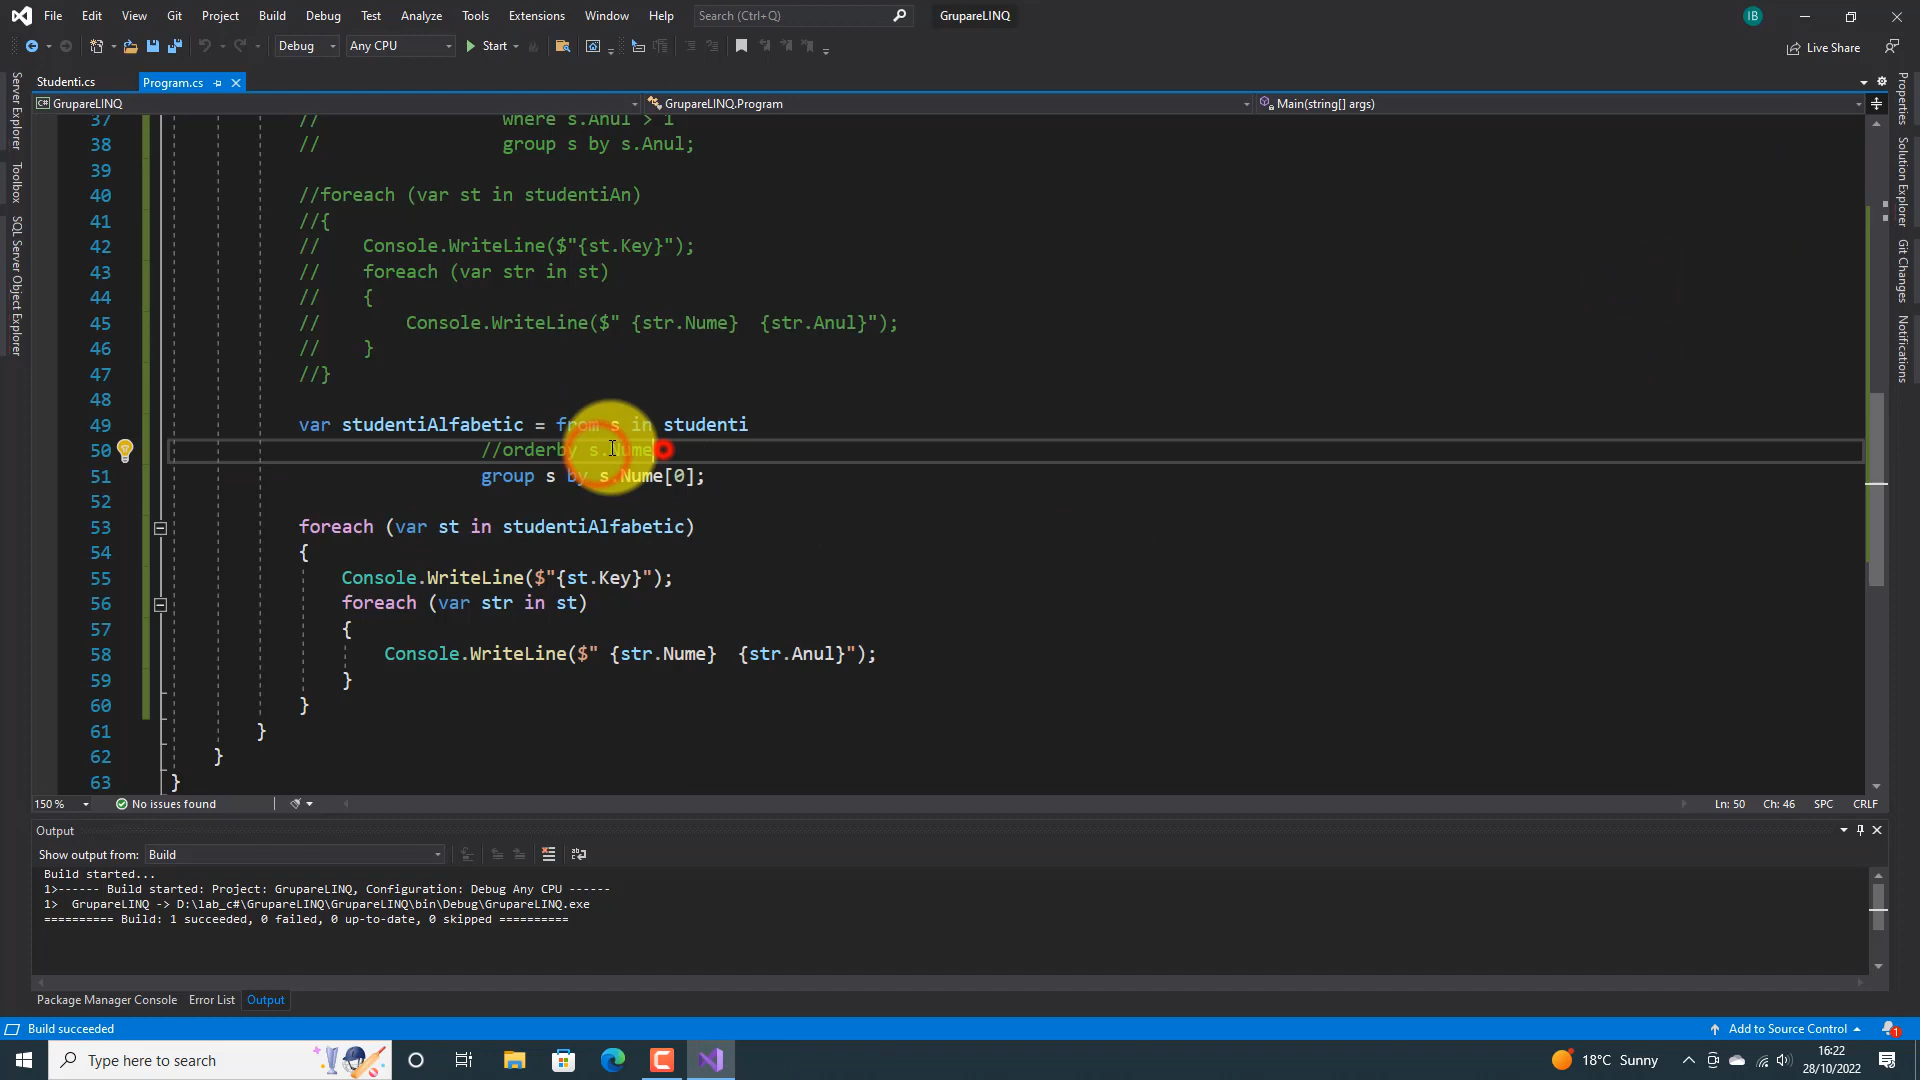 File Edit View Git Project Build Debug Test Analyze Tools Extensions Window Help Search (Ctrl+Q) GrupareLINQ IB
Debug Any CPU Start Live Share
Studenti.cs Program.cs
C# GrupareLINQ GrupareLINQ.Program Main(string[] args)
Server Explorer
Toolbox
SQL Server Object Explorer
37 // where s.Anul > 1
38 // group s by s.Anul;
39
40 //foreach (var st in studentiAn)
41 //{
42 // Console.WriteLine($"{st.Key}");
43 // foreach (var str in st)
44 // {
45 // Console.WriteLine($" {str.Nume}  {str.Anul}");
46 // }
47 //}
48
49 var studentiAlfabetic = from s in studenti
50 //orderby s.Nume
51 group s by s.Nume[0];
52
53 foreach (var st in studentiAlfabetic)
54 {
55 Console.WriteLine($"{st.Key}");
56 foreach (var str in st)
57 {
58 Console.WriteLine($" {str.Nume}  {str.Anul}");
59 }
60 }
61 }
62 }
63 }
Properties
Solution Explorer
Git Changes
Notifications
150 % No issues found Ln: 50 Ch: 46 SPC CRLF
Output
Show output from: Build
Build started...
1>------ Build started: Project: GrupareLINQ, Configuration: Debug Any CPU ------
1>  GrupareLINQ -> D:\lab_c#\GrupareLINQ\GrupareLINQ\bin\Debug\GrupareLINQ.exe
========== Build: 1 succeeded, 0 failed, 0 up-to-date, 0 skipped ==========
Package Manager Console Error List Output
Build succeeded Add to Source Control 1
Type here to search 18°C Sunny 16:22
28/10/2022